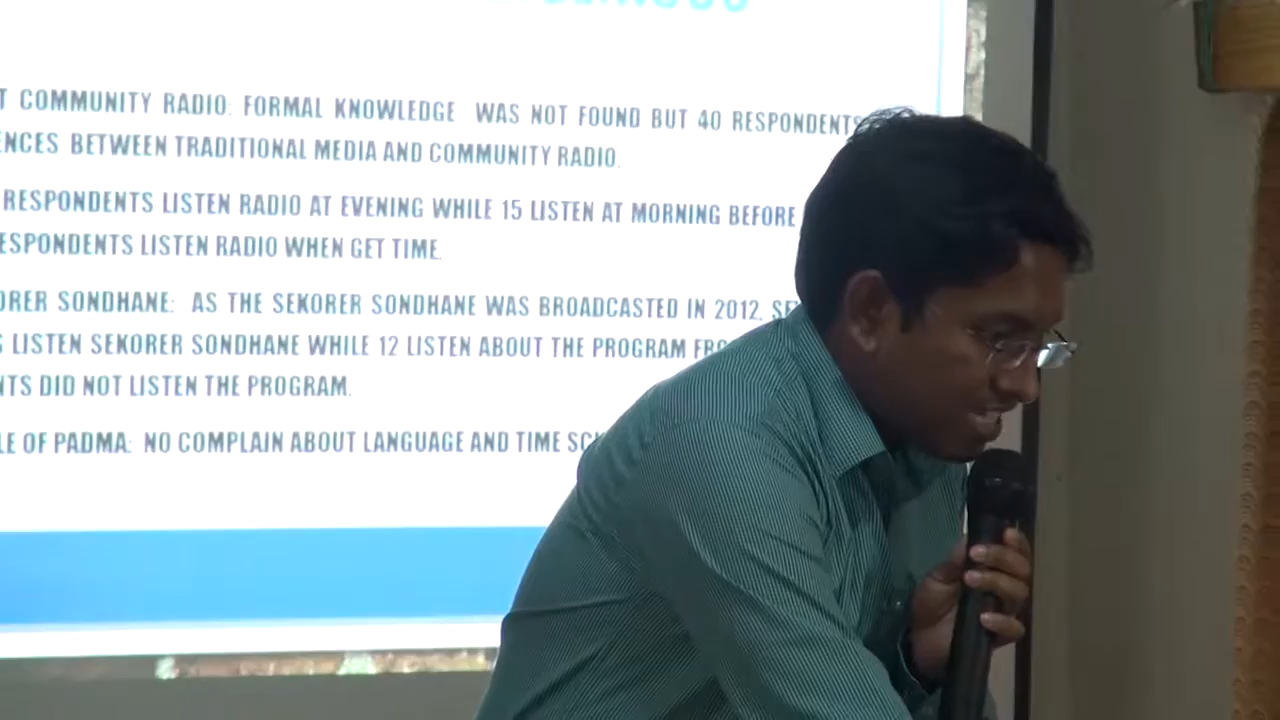 COMMUNITY RADIO: FORMAL KNOWLEDGE WAS NOT FOUND BUT 40 RESPONDENTS
BETWEEN TRADITIONAL MEDIA AND COMMUNITY RADIO.
RESPONDENTS LISTEN RADIO AT EVENING WHILE 15 LISTEN AT MORNING BEFORE
ESPONDENTS LISTEN RADIO WHEN GET TIME.
ORER SONDHANE: AS THE SEKORER SONDHANE WAS BROADCASTED IN 2012,
LISTEN SEKORER SONDHANE WHILE 12 LISTEN ABOUT THE PROGRAM
NTS DID NOT LISTEN THE PROGRAM.
LE OF PADMA: NO COMPLAIN ABOUT LANGUAGE AND TIME